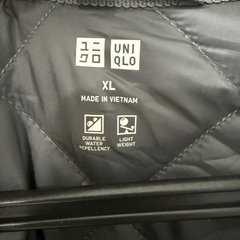 ユニ UNI
クロ QLO
XL
MADE IN VIETNAM
DURABLE LIGHT
WATER WEIGHT
REPELLENCY